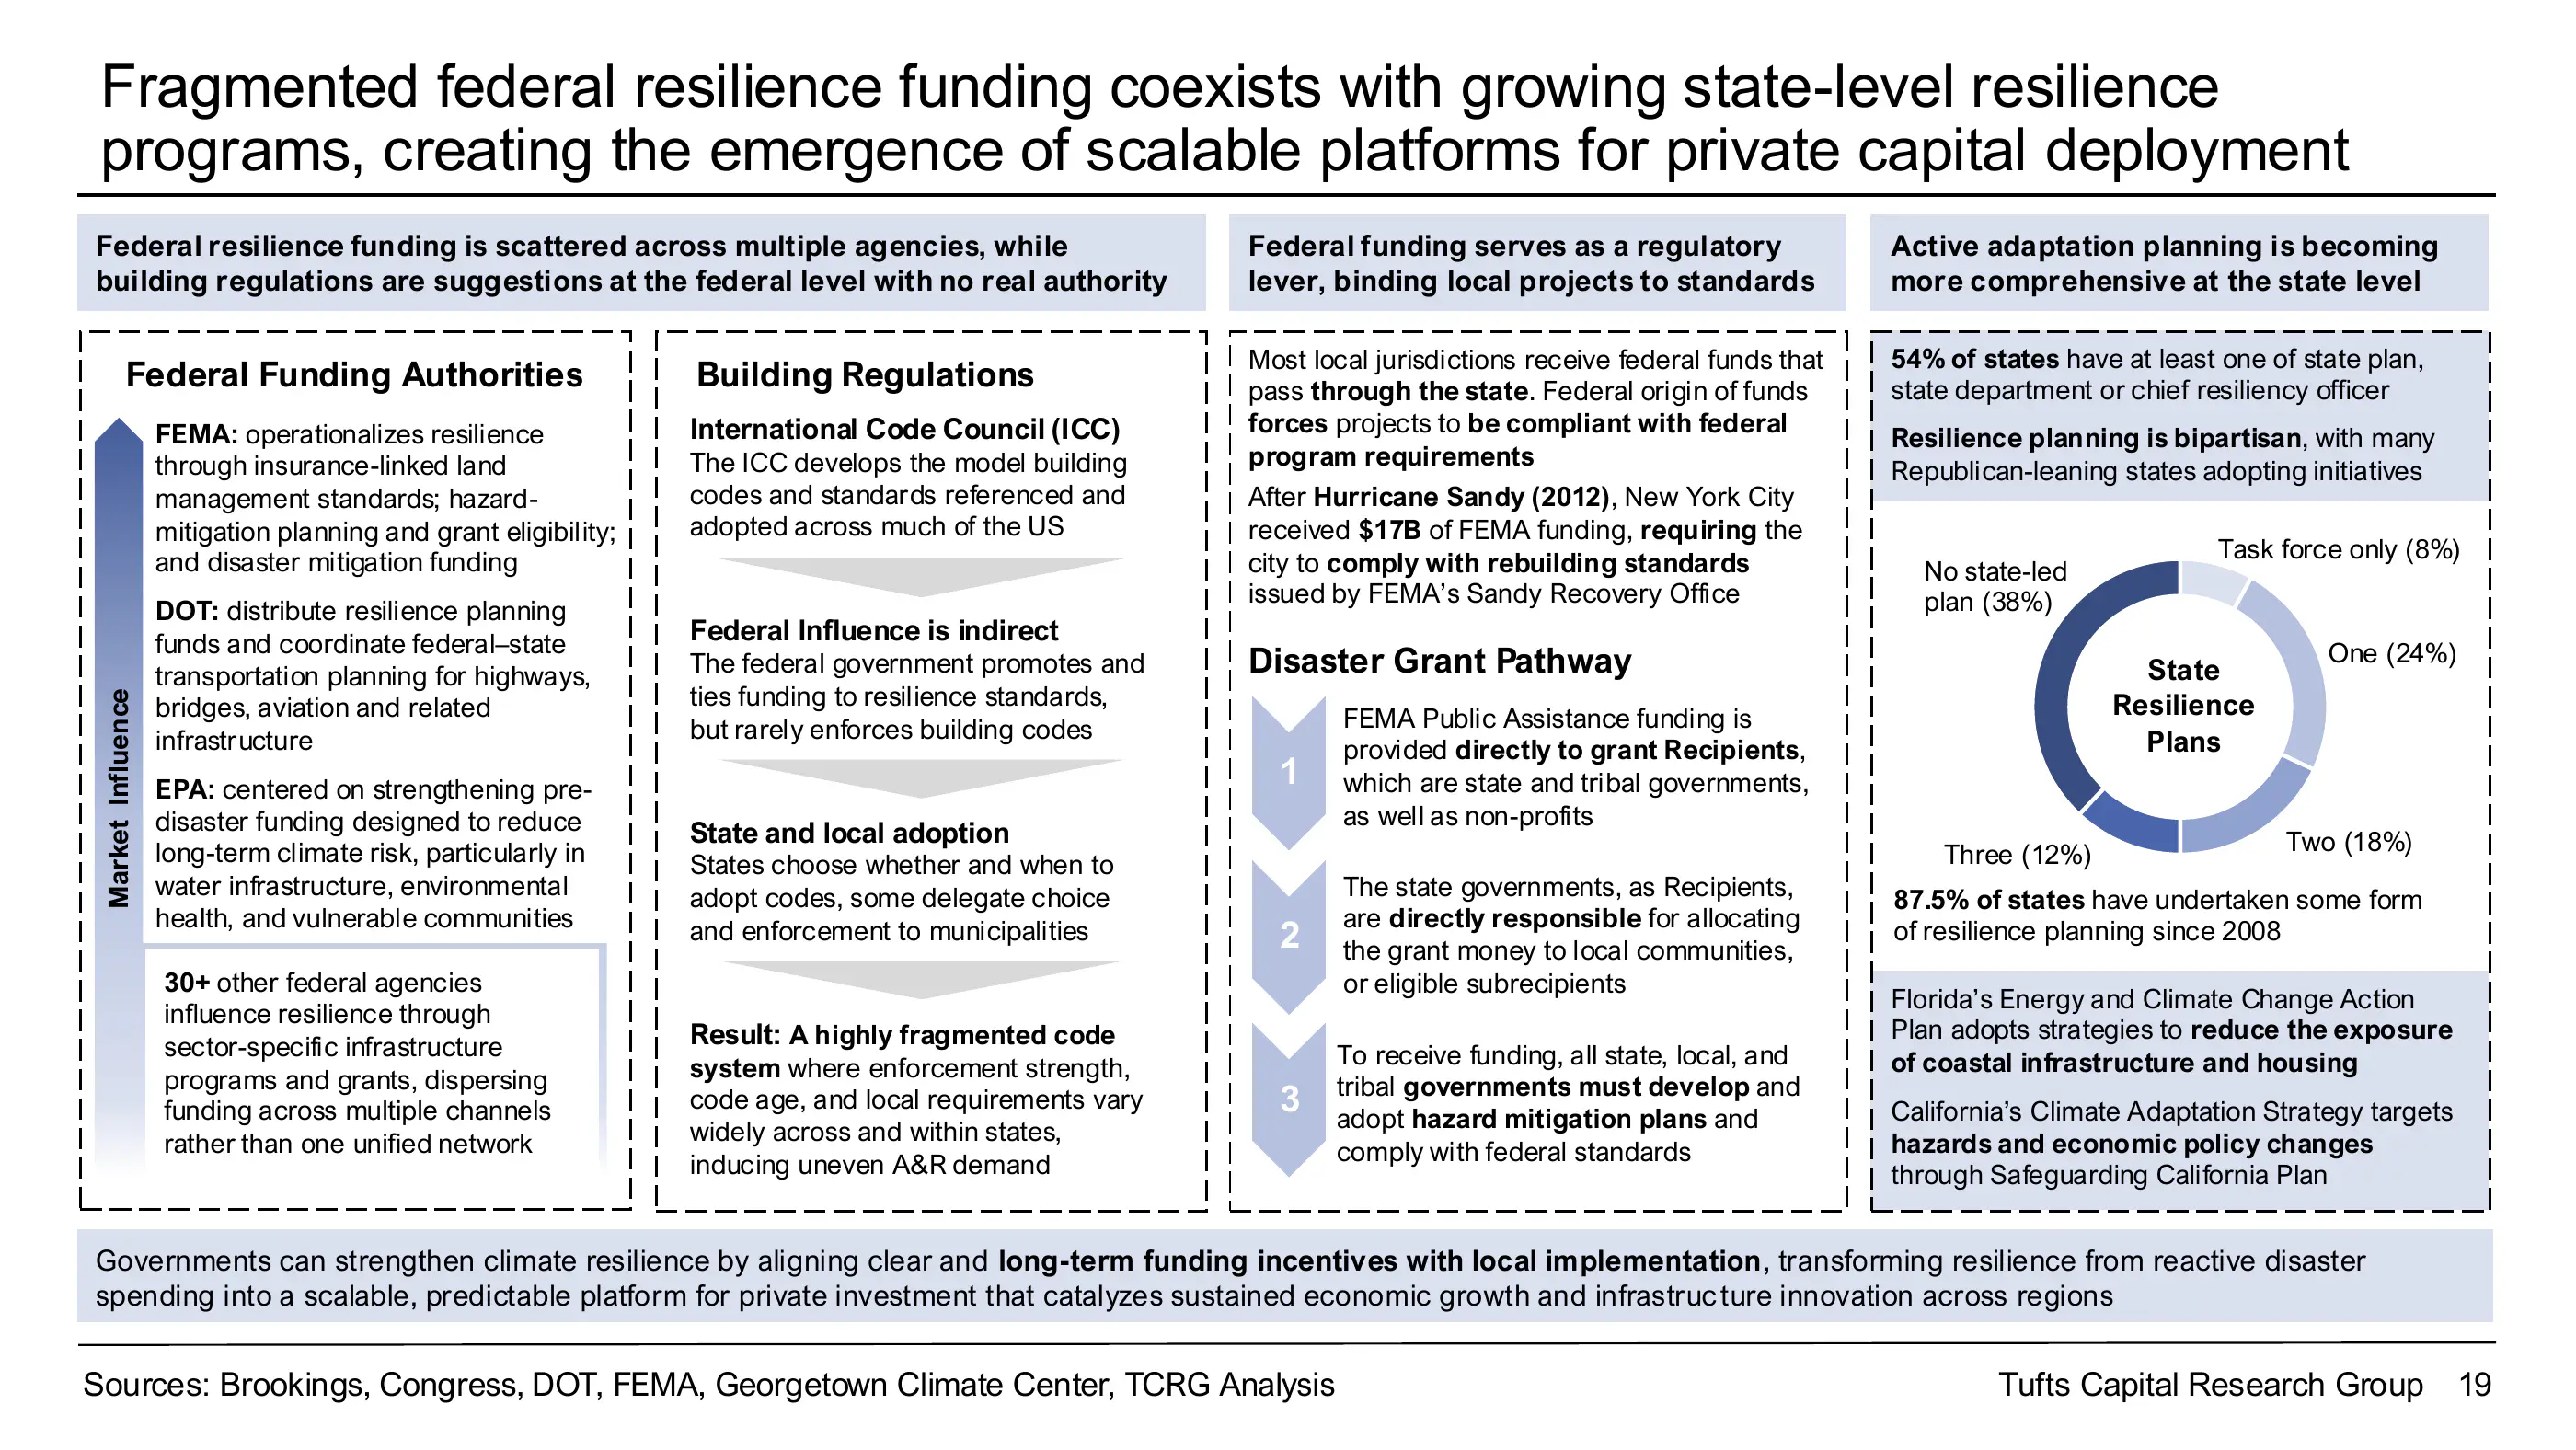 Fragmented federal resilience funding coexists with growing state-level resilience
programs, creating the emergence of scalable platforms for private capital deployment
Federal resilience funding is scattered across multiple agencies, while
building regulations are suggestions at the federal level with no real authority
Federal Funding Authorities
Market Influence
FEMA: operationalizes resilience
through insurance-linked land
management standards; hazard-
mitigation planning and grant eligibility;
and disaster mitigation funding
DOT: distribute resilience planning
funds and coordinate federal–state
transportation planning for highways,
bridges, aviation and related
infrastructure
EPA: centered on strengthening pre-
disaster funding designed to reduce
long-term climate risk, particularly in
water infrastructure, environmental
health, and vulnerable communities
30+ other federal agencies
influence resilience through
sector-specific infrastructure
programs and grants, dispersing
funding across multiple channels
rather than one unified network
Building Regulations
International Code Council (ICC)
The ICC develops the model building
codes and standards referenced and
adopted across much of the US
Federal Influence is indirect
The federal government promotes and
ties funding to resilience standards,
but rarely enforces building codes
State and local adoption
States choose whether and when to
adopt codes, some delegate choice
and enforcement to municipalities
Result: A highly fragmented code
system where enforcement strength,
code age, and local requirements vary
widely across and within states,
inducing uneven A&R demand
Federal funding serves as a regulatory
lever, binding local projects to standards
Most local jurisdictions receive federal funds that
pass through the state. Federal origin of funds
forces projects to be compliant with federal
program requirements
After Hurricane Sandy (2012), New York City
received $17B of FEMA funding, requiring the
city to comply with rebuilding standards
issued by FEMA’s Sandy Recovery Office
Disaster Grant Pathway
1
FEMA Public Assistance funding is
provided directly to grant Recipients,
which are state and tribal governments,
as well as non-profits
2
The state governments, as Recipients,
are directly responsible for allocating
the grant money to local communities,
or eligible subrecipients
3
To receive funding, all state, local, and
tribal governments must develop and
adopt hazard mitigation plans and
comply with federal standards
Active adaptation planning is becoming
more comprehensive at the state level
54% of states have at least one of state plan,
state department or chief resiliency officer
Resilience planning is bipartisan, with many
Republican-leaning states adopting initiatives
Task force only (8%)
No state-led
plan (38%)
One (24%)
State
Resilience
Plans
Two (18%)
Three (12%)
87.5% of states have undertaken some form
of resilience planning since 2008
Florida’s Energy and Climate Change Action
Plan adopts strategies to reduce the exposure
of coastal infrastructure and housing
California’s Climate Adaptation Strategy targets
hazards and economic policy changes
through Safeguarding California Plan
Governments can strengthen climate resilience by aligning clear and long-term funding incentives with local implementation, transforming resilience from reactive disaster
spending into a scalable, predictable platform for private investment that catalyzes sustained economic growth and infrastructure innovation across regions
Sources: Brookings, Congress, DOT, FEMA, Georgetown Climate Center, TCRG Analysis
Tufts Capital Research Group 19